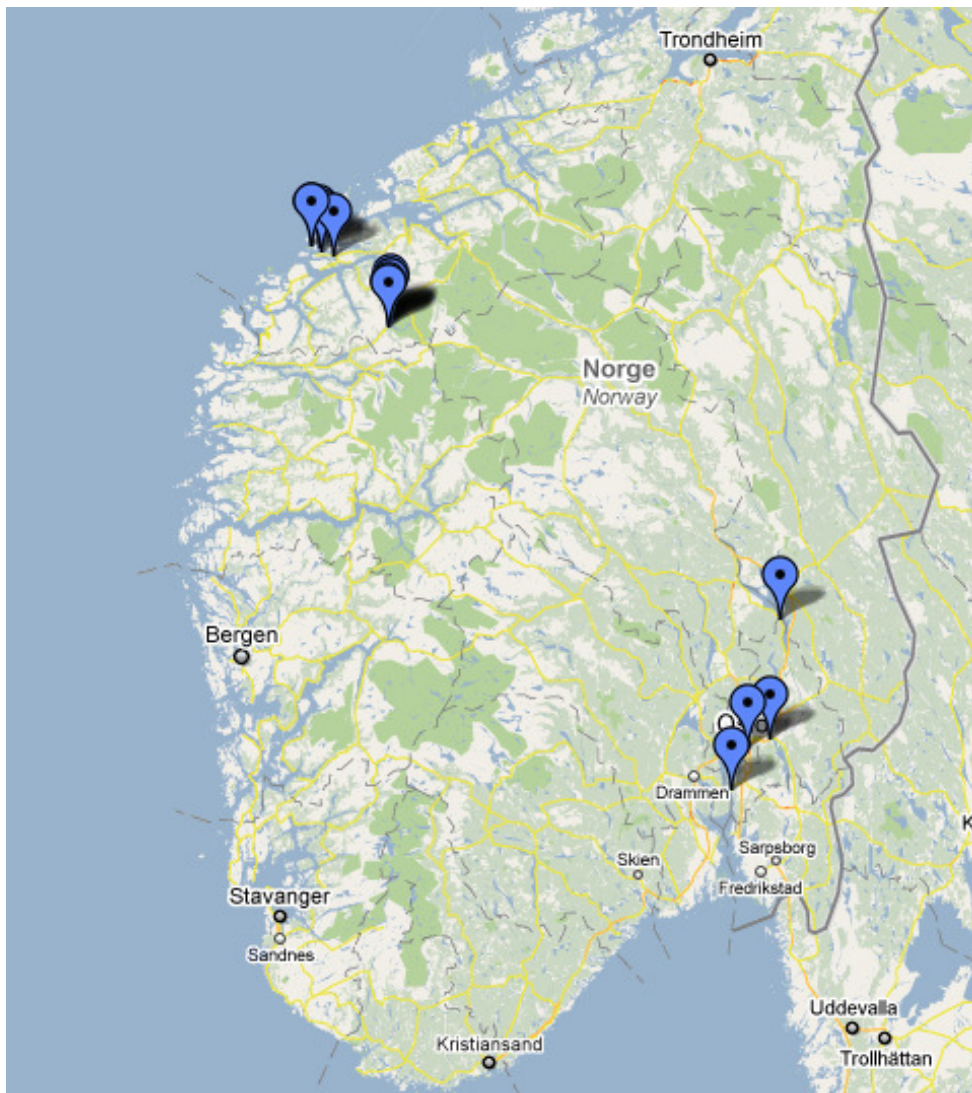 Trondheim
Norge
Norway
Bergen
Drammen
Sarpsborg
Skien
Fredrikstad
Stavanger
Sandnes
K
Uddevalla
Kristiansand
Trollhättan